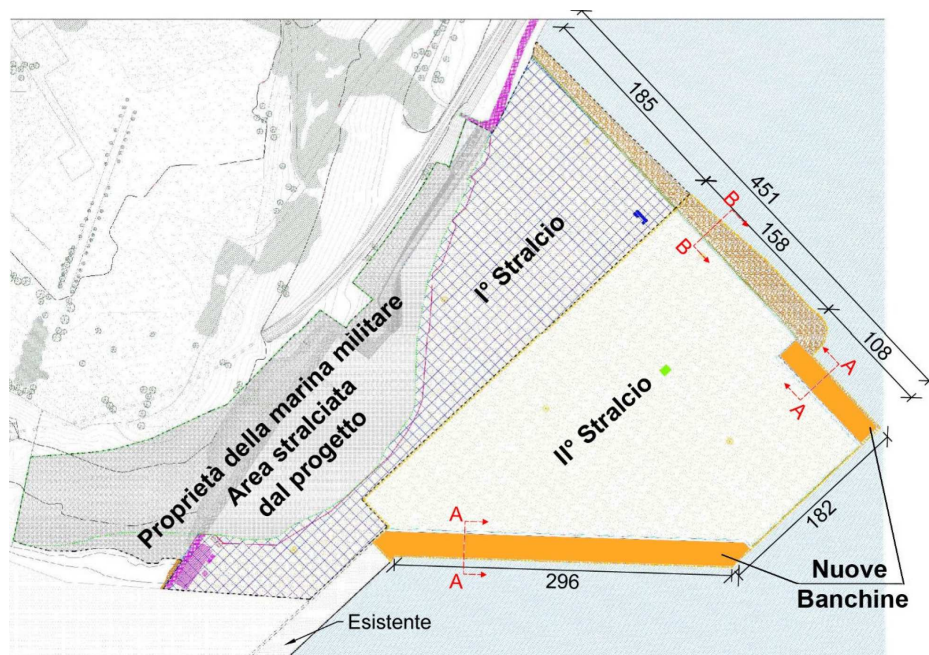 185
451
B
B
158
108
I° Stralcio
Proprietà della marina militare
Area stralciata
dal progetto
II° Stralcio
A
A
A
A
182
296
Nuove
Banchine
Esistente